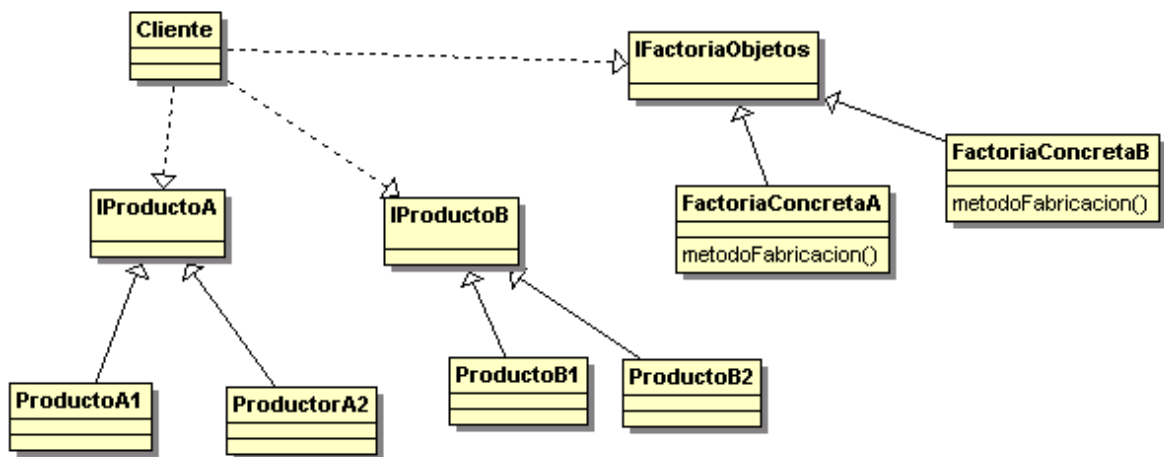 Cliente
IFactoriaObjetos
FactoriaConcretaB
metodoFabricacion()
FactoriaConcretaA
metodoFabricacion()
IProductoA
IProductoB
ProductoB1
ProductoB2
ProductoA1
ProductorA2